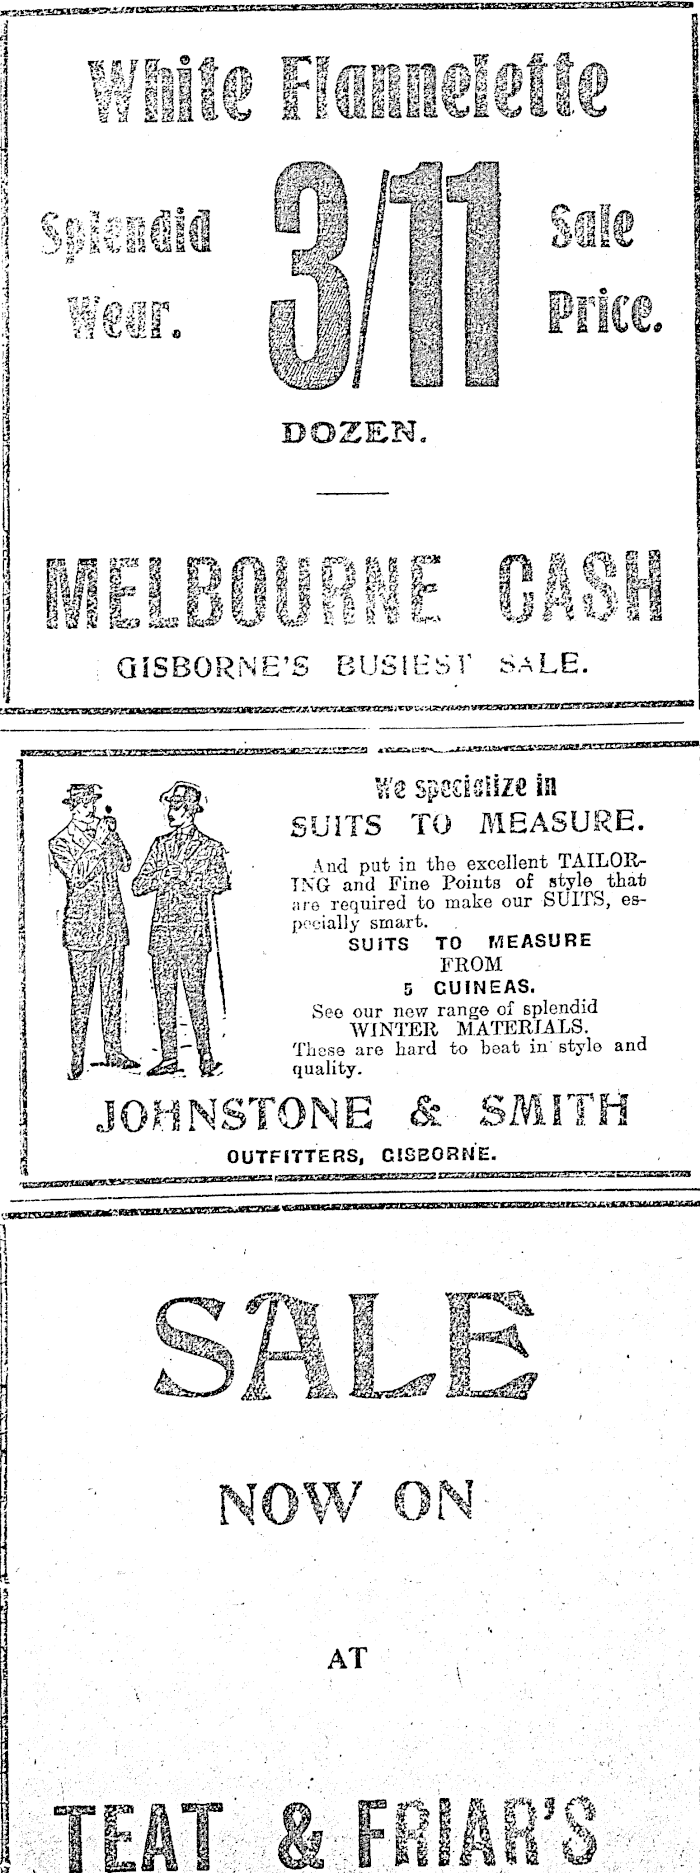 White Flannelette
Splendid
Wear.
3/11
Sale
Price.
DOZEN.
MELBOURNE CASH
GISBORNE'S BUSIEST SALE.
We specialize in
SUITS TO MEASURE.
And put in the excellent TAILOR-
ING and Fine Points of style that
are required to make our SUITS, es-
pecially smart.
SUITS TO MEASURE
FROM
5 GUINEAS.
See our new range of splendid
WINTER MATERIALS.
These are hard to beat in style and
quality.
JOHNSTONE & SMITH
OUTFITTERS, GISBORNE.
SALE
NOW ON
AT
TEAT & FRIAR'S